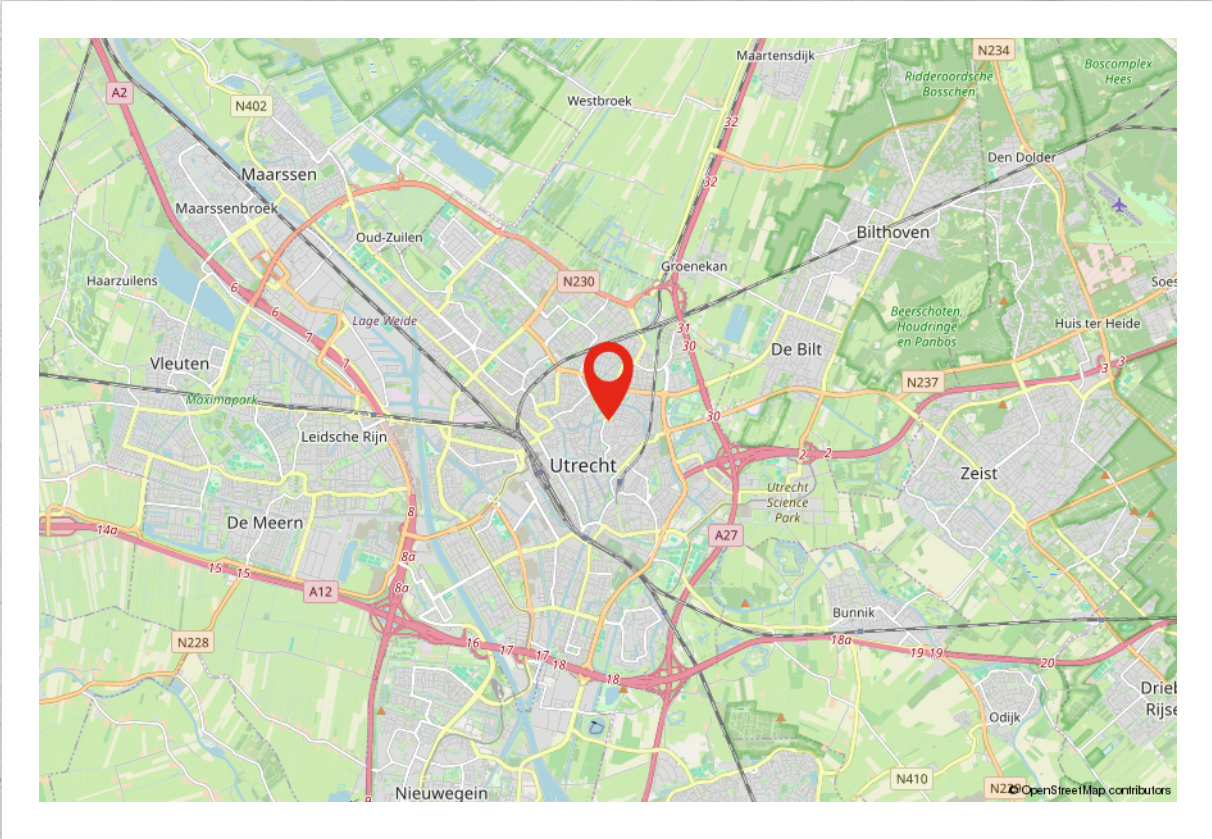 Maartensdijk
N234
Boscomplex
Hees
Ridderoordsche
Bosschen
A2
N402
Westbroek
32
Den Dolder
Maarssen
32
Maarssenbroek
Oud-Zuilen
Bilthoven
Groenekan
Haarzuilens
N230
Soes
6
6
7
Lage Weide
31
30
Beerschoten,
Houdringe
en Panbos
Huis ter Heide
Vleuten
7
De Bilt
3
3
N237
Máximapark
30
Leidsche Rijn
2
2
Utrecht
Zeist
Utrecht
Science
Park
8
De Meern
14a
A27
8a
15
15
A12
8a
Bunnik
N228
16
17
17
18
18
18a
19
19
20
Drieb
Rijse
Odijk
N410
Nieuwegein
© OpenStreetMap contributors